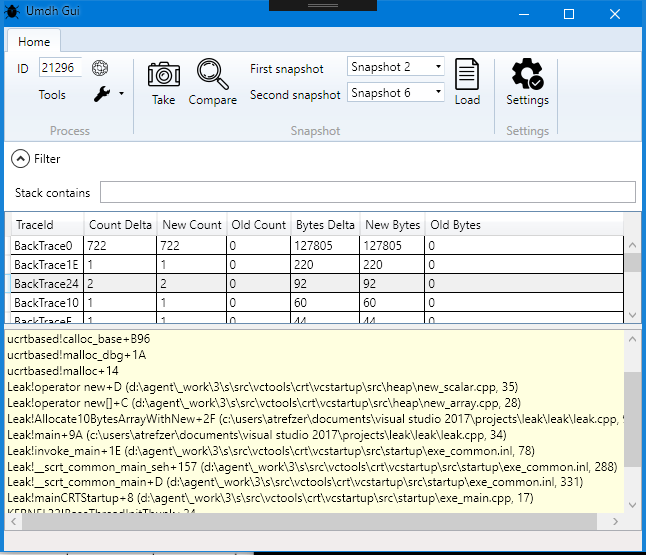 Umdh Gui
Home
ID 21296
Tools
Process
Take
Compare
First snapshot Snapshot 2
Second snapshot Snapshot 6
Load
Snapshot
Settings
Settings
Filter
Stack contains
TraceId Count Delta New Count Old Count Bytes Delta New Bytes Old Bytes
BackTrace0 722 722 0 127805 127805 0
BackTrace1E 1 1 0 220 220 0
BackTrace24 2 2 0 92 92 0
BackTrace10 1 1 0 60 60 0
BackTraceF 1 1 0 44 44 0
ucrtbased!calloc_base+B96
ucrtbased!malloc_dbg+1A
ucrtbased!malloc+14
Leak!operator new+D (d:\agent\_work\3\s\src\vctools\crt\vcstartup\src\heap\new_scalar.cpp, 35)
Leak!operator new[]+C (d:\agent\_work\3\s\src\vctools\crt\vcstartup\src\heap\new_array.cpp, 28)
Leak!Allocate10BytesArrayWithNew+2F (c:\users\atrefzer\documents\visual studio 2017\projects\leak\leak\leak.cpp,
Leak!main+9A (c:\users\atrefzer\documents\visual studio 2017\projects\leak\leak\leak.cpp, 34)
Leak!invoke_main+1E (d:\agent\_work\3\s\src\vctools\crt\vcstartup\src\startup\exe_common.inl, 78)
Leak!__scrt_common_main_seh+157 (d:\agent\_work\3\s\src\vctools\crt\vcstartup\src\startup\exe_common.inl, 288)
Leak!__scrt_common_main+D (d:\agent\_work\3\s\src\vctools\crt\vcstartup\src\startup\exe_common.inl, 331)
Leak!mainCRTStartup+8 (d:\agent\_work\3\s\src\vctools\crt\vcstartup\src\startup\exe_main.cpp, 17)
KERNEL32!BaseThreadInitThunk+24